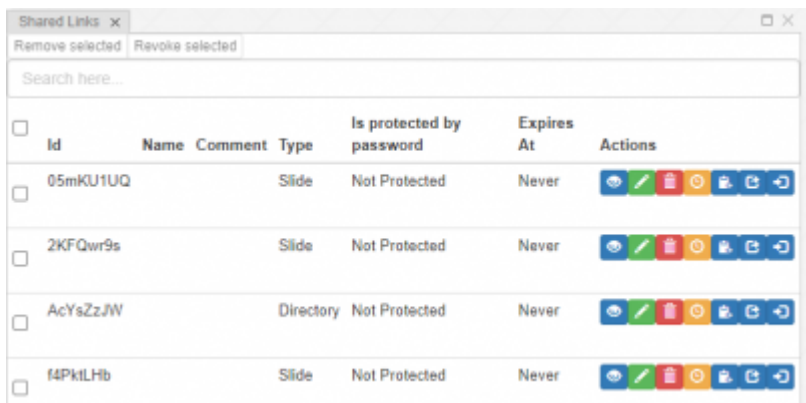 Shared Links
Remove selected Revoke selected
Search here...
Id Name Comment Type Is protected by password Expires At Actions
05mKU1UQ Slide Not Protected Never
2KFQwr9s Slide Not Protected Never
AcYsZzJW Directory Not Protected Never
f4PktLHb Slide Not Protected Never